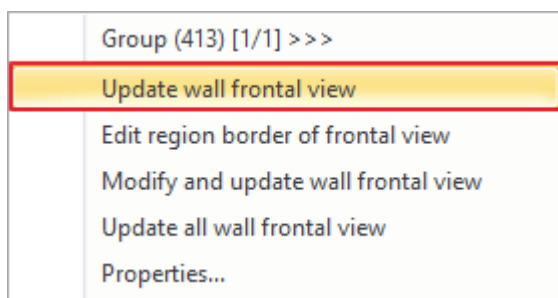 Group (413) [1/1] >>>
Update wall frontal view
Edit region border of frontal view
Modify and update wall frontal view
Update all wall frontal view
Properties...